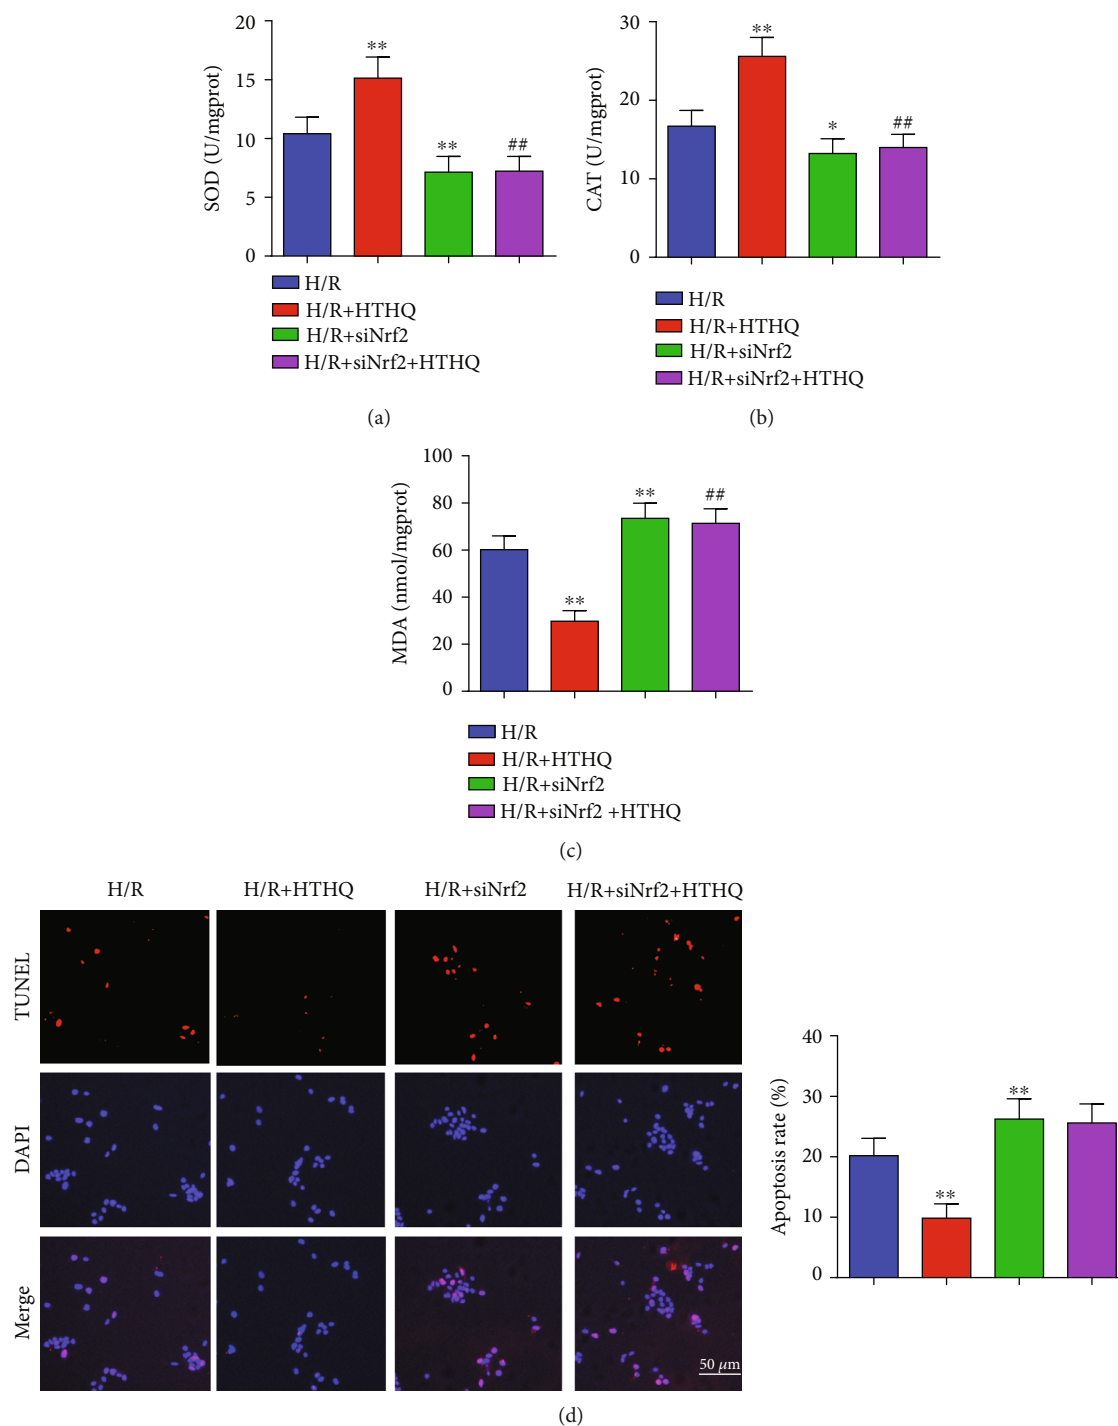 20
15
10
5
0
SOD (U/mgprot)
**
**
##
H/R
H/R+HTHQ
H/R+siNrf2
H/R+siNrf2+HTHQ
(a)
30
20
10
0
CAT (U/mgprot)
**
*
##
H/R
H/R+HTHQ
H/R+siNrf2
H/R+siNrf2+HTHQ
(b)
100
80
60
40
20
0
MDA (nmol/mgprot)
**
**
##
H/R
H/R+HTHQ
H/R+siNrf2
H/R+siNrf2 +HTHQ
(c)
H/R H/R+HTHQ H/R+siNrf2 H/R+siNrf2+HTHQ
TUNEL
DAPI
Merge
50 μm
40
30
20
10
0
Apoptosis rate (%)
**
**
(d)